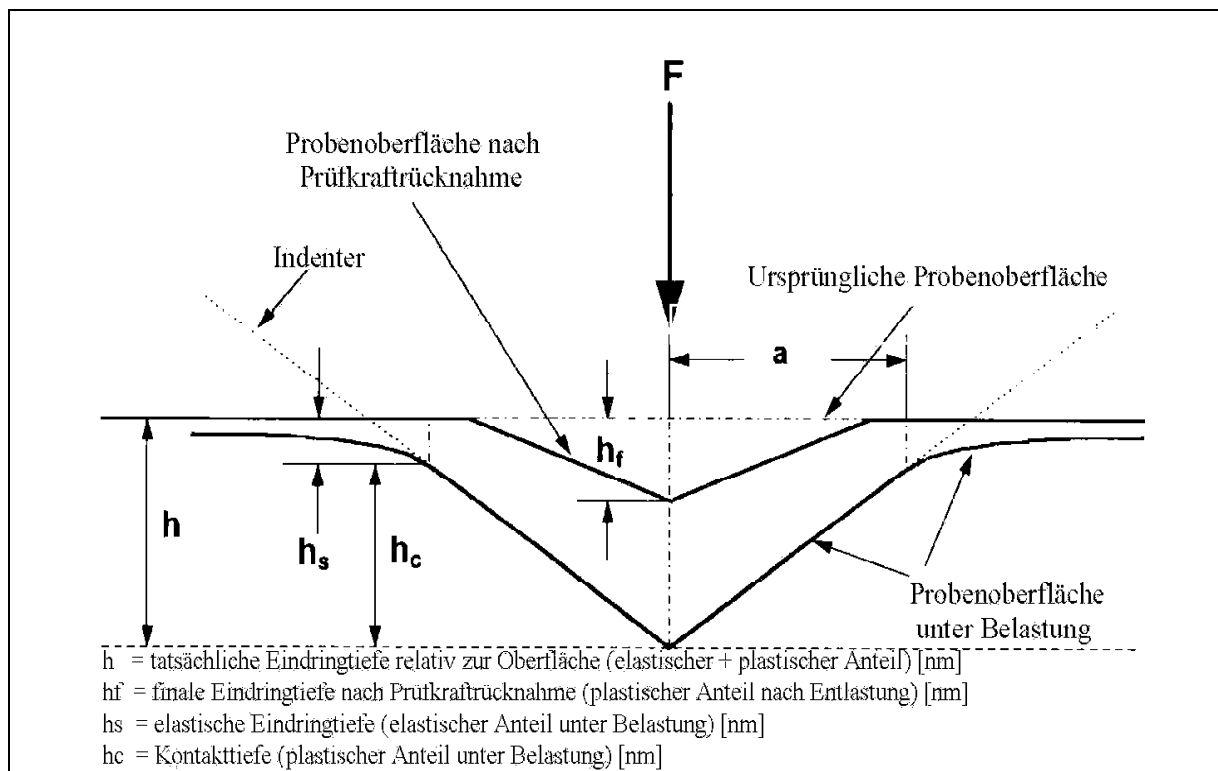 F
Probenoberfläche nach
Prüfkraftrücknahme
Indenter
Ursprüngliche Probenoberfläche
a
h
hf
hs
hc
Probenoberfläche
unter Belastung
h = tatsächliche Eindringtiefe relativ zur Oberfläche (elastischer + plastischer Anteil) [nm]
hf = finale Eindringtiefe nach Prüfkraftrücknahme (plastischer Anteil nach Entlastung) [nm]
hs = elastische Eindringtiefe (elastischer Anteil unter Belastung) [nm]
hc = Kontakttiefe (plastischer Anteil unter Belastung) [nm]